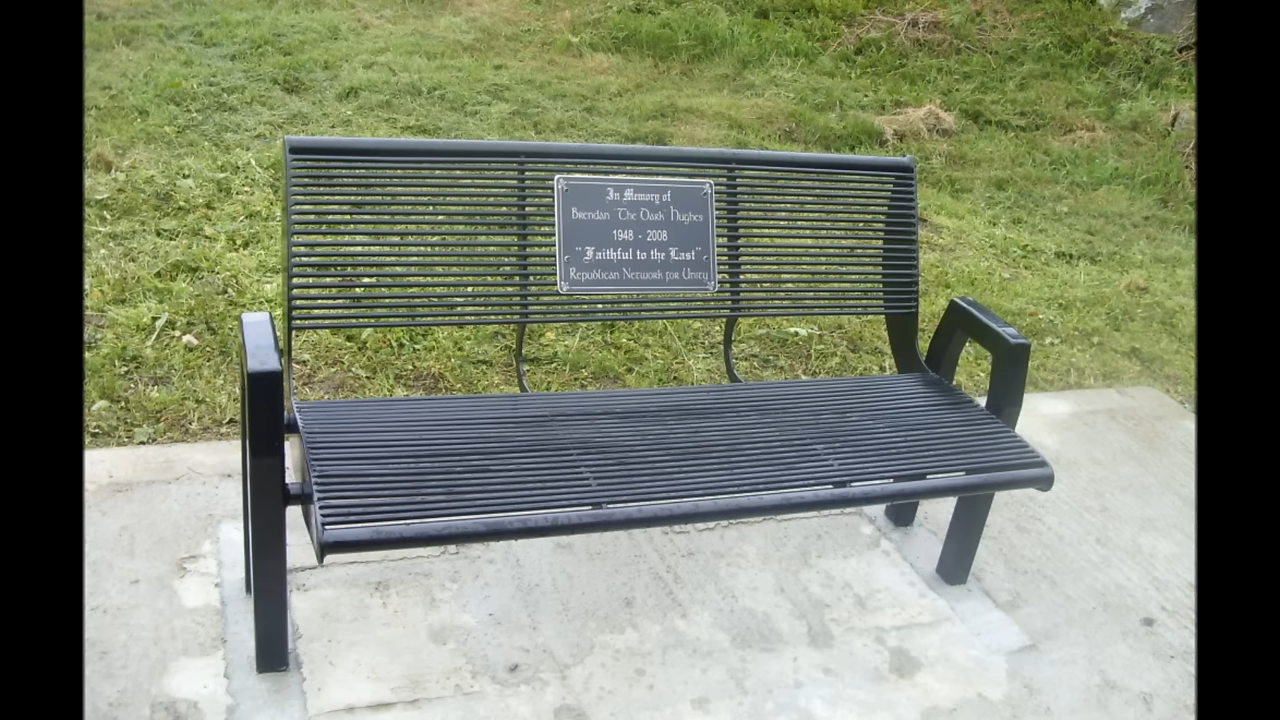 In Memory of
Brendan "The Dark" Hughes
1948 - 2008
"Faithful to the Last"
Republican Network for Unity